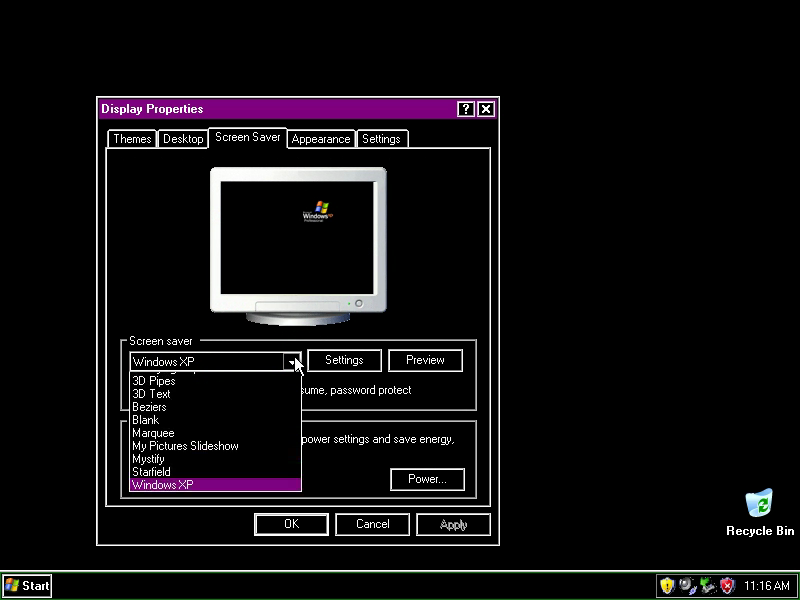 Display Properties
Themes Desktop Screen Saver Appearance Settings
Windows xp
Screen saver
Windows XP Settings Preview
3D Pipes
sume, password protect
3D Text
Beziers
Blank
Marquee
power settings and save energy,
My Pictures Slideshow
Mystify
Starfield
Power...
Windows XP
OK Cancel Apply
Recycle Bin
Start 11:16 AM